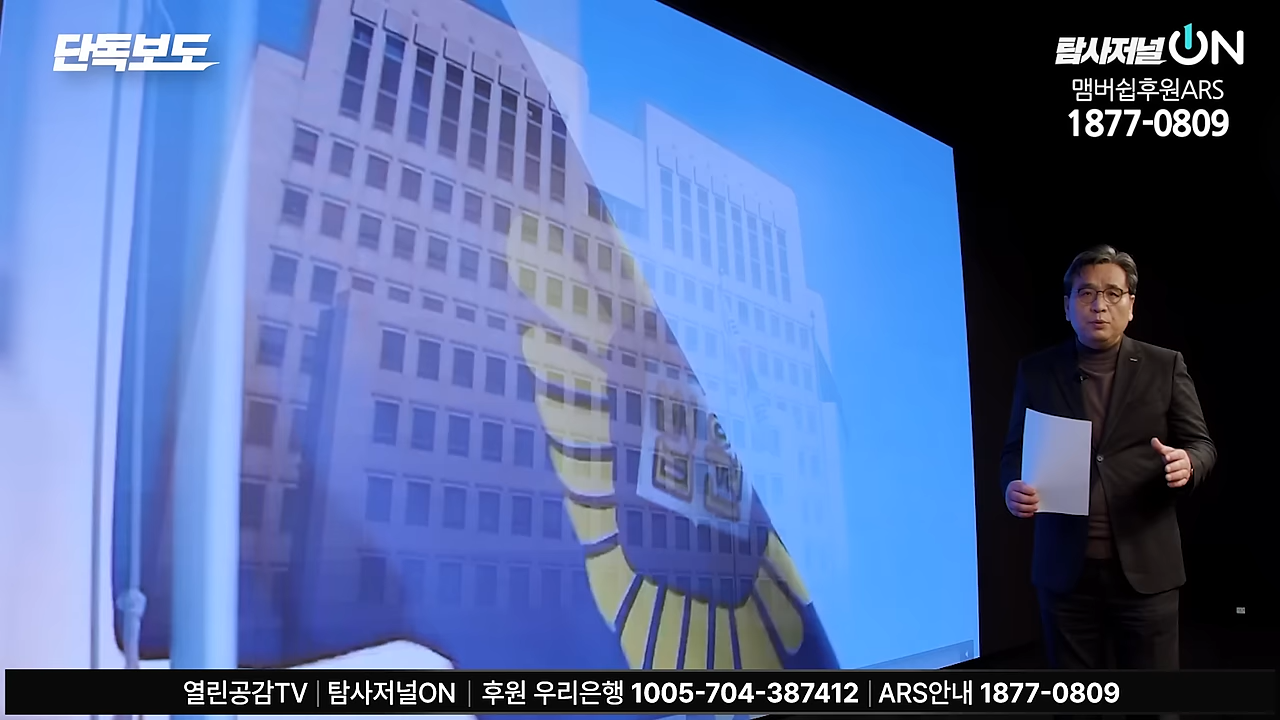 단독보도
탐사저널ON
맴버쉽후원ARS
1877-0809
법원
열린공감TV | 탐사저널ON | 후원 우리은행 1005-704-387412 | ARS안내 1877-0809